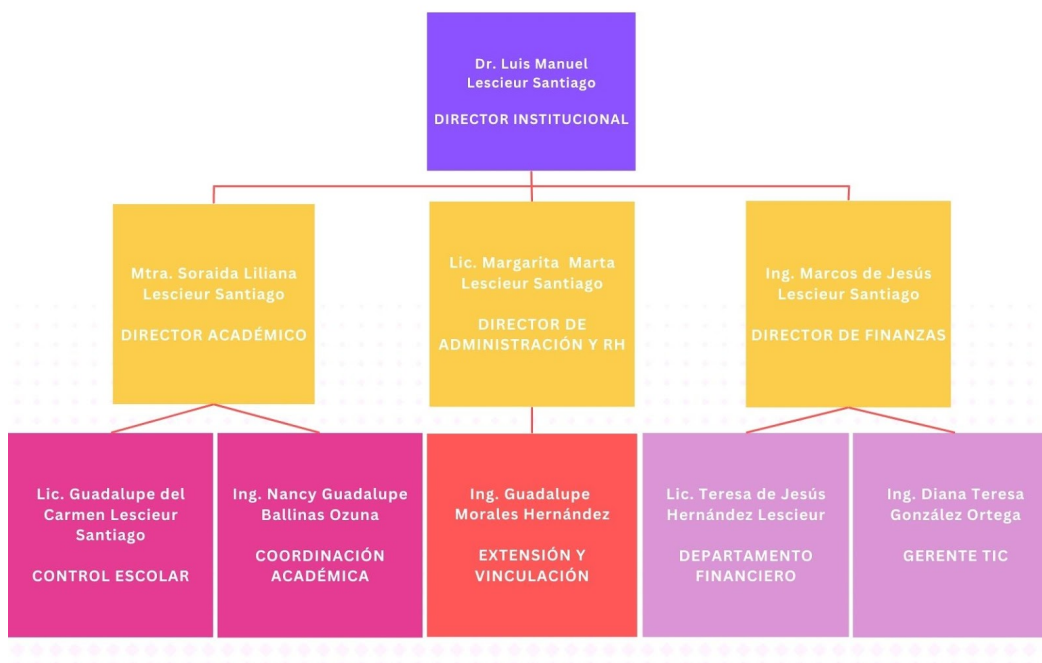 Dr. Luis Manuel
Lescieur Santiago
DIRECTOR INSTITUCIONAL
Mtra. Soraida Liliana
Lescieur Santiago
DIRECTOR ACADÉMICO
Lic. Margarita Marta
Lescieur Santiago
DIRECTOR DE
ADMINISTRACIÓN Y RH
Ing. Marcos de Jesús
Lescieur Santiago
DIRECTOR DE FINANZAS
Lic. Guadalupe del
Carmen Lescieur
Santiago
CONTROL ESCOLAR
Ing. Nancy Guadalupe
Ballinas Ozuna
COORDINACIÓN
ACADÉMICA
Ing. Guadalupe
Morales Hernández
EXTENSIÓN Y
VINCULACIÓN
Lic. Teresa de Jesús
Hernández Lescieur
DEPARTAMENTO
FINANCIERO
Ing. Diana Teresa
González Ortega
GERENTE TIC